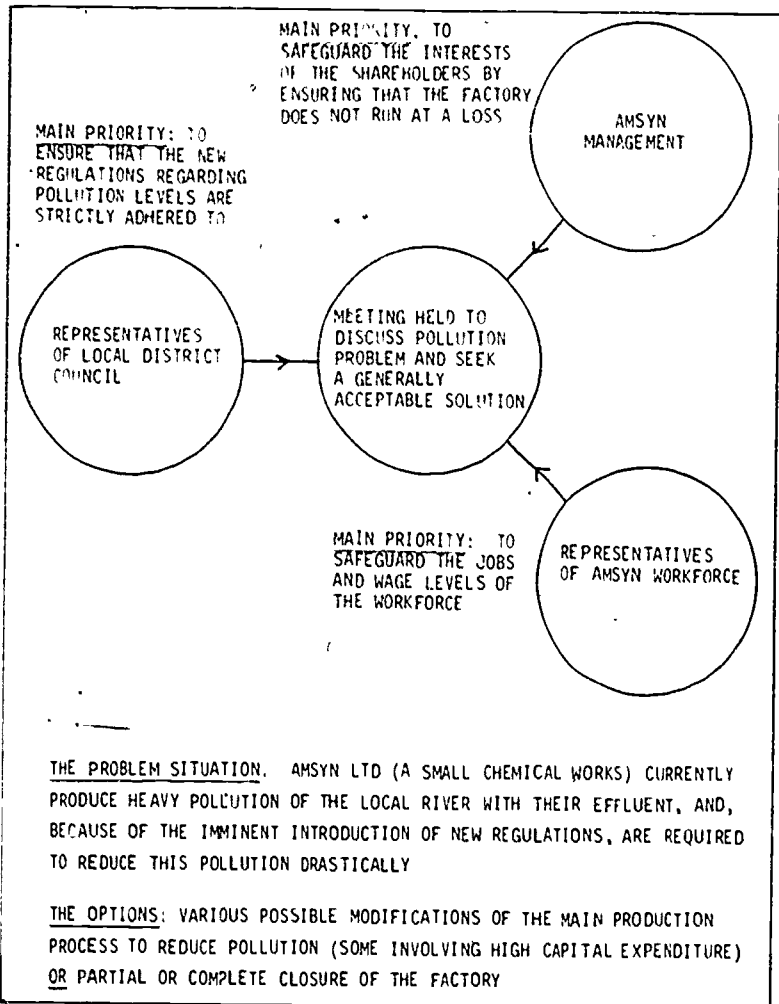 MAIN PRIORITY, TO
SAFEGUARD THE INTERESTS
OF THE SHAREHOLDERS BY
ENSURING THAT THE FACTORY
DOES NOT RUN AT A LOSS
AMSYN
MANAGEMENT
MAIN PRIORITY: TO
ENSURE THAT THE NEW
REGULATIONS REGARDING
POLLUTION LEVELS ARE
STRICTLY ADHERED TO
REPRESENTATIVES
OF LOCAL DISTRICT
COUNCIL
MEETING HELD TO
DISCUSS POLLUTION
PROBLEM AND SEEK
A GENERALLY
ACCEPTABLE SOLUTION
MAIN PRIORITY: TO
SAFEGUARD THE JOBS
AND WAGE LEVELS OF
THE WORKFORCE
REPRESENTATIVES
OF AMSYN WORKFORCE
THE PROBLEM SITUATION. AMSYN LTD (A SMALL CHEMICAL WORKS) CURRENTLY
PRODUCE HEAVY POLLUTION OF THE LOCAL RIVER WITH THEIR EFFLUENT, AND,
BECAUSE OF THE IMMINENT INTRODUCTION OF NEW REGULATIONS, ARE REQUIRED
TO REDUCE THIS POLLUTION DRASTICALLY
THE OPTIONS: VARIOUS POSSIBLE MODIFICATIONS OF THE MAIN PRODUCTION
PROCESS TO REDUCE POLLUTION (SOME INVOLVING HIGH CAPITAL EXPENDITURE)
OR PARTIAL OR COMPLETE CLOSURE OF THE FACTORY